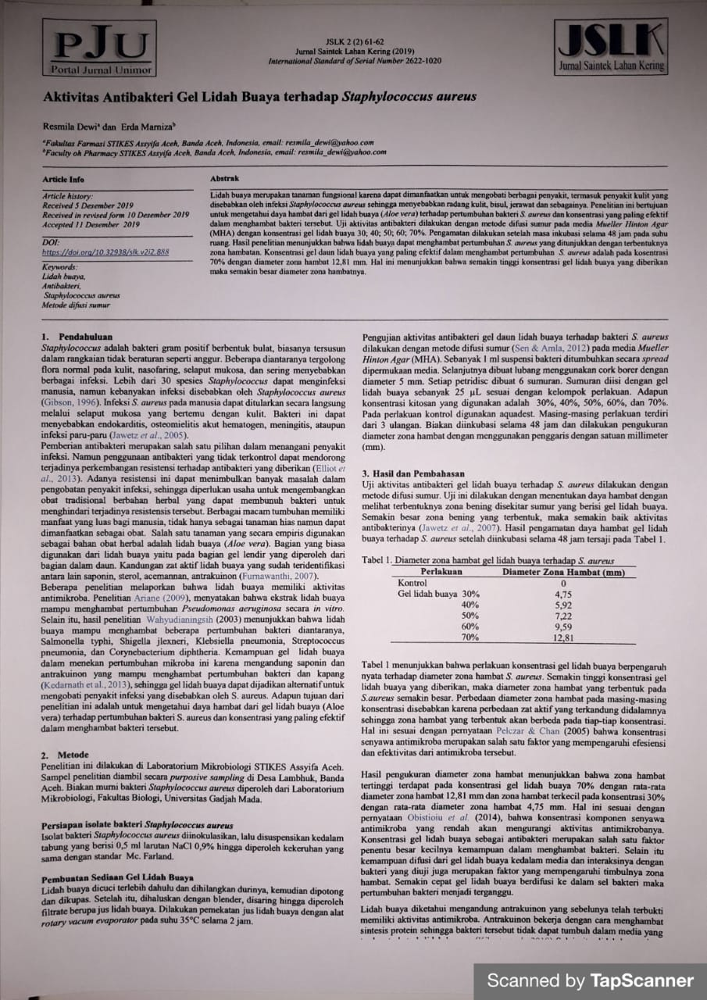 PJU
Portal Jurnal Unimor
JSLK 2 (2) 61-62
Jurnal Saintek Lahan Kering (2019)
International Standard of Serial Number 2622-1020
JSLK
Jurnal Saintek Lahan Kering
Aktivitas Antibakteri Gel Lidah Buaya terhadap Staphylococcus aureus
Resmila Dewiᵃ dan Erda Marnizaᵇ
ᵃFakultas Farmasi STIKES Assyifa Aceh, Banda Aceh, Indonesia, email: resmila_dewi@yahoo.com
ᵇFaculty oh Pharmacy STIKES Assyifa Aceh, Banda Aceh, Indonesia, email: resmila_dewi@yahoo.com
Article Info
Article history:
Received 5 Desember 2019
Received in revised form 10 Desember 2019
Accepted 11 Desember 2019
DOI:
https://doi.org/10.32938/slk.v2i2.888
Keywords:
Lidah buaya,
Antibakteri,
Staphylococcus aureus
Metode difusi sumur
Abstrak
Lidah buaya merupakan tanaman fungsional karena dapat dimanfaatkan untuk mengobati berbagai penyakit, termasuk penyakit kulit yang
disebabkan oleh infeksi Staphylococcus aureus sehingga menyebabkan radang kulit, bisul, jerawat dan sebagainya. Penelitian ini bertujuan
untuk mengetahui daya hambat dari gel lidah buaya (Aloe vera) terhadap pertumbuhan bakteri S. aureus dan konsentrasi yang paling efektif
dalam menghambat bakteri tersebut. Uji aktivitas antibakteri dilakukan dengan metode difusi sumur pada media Mueller Hinton Agar
(MHA) dengan konsentrasi gel lidah buaya 30; 40; 50; 60; 70%. Pengamatan dilakukan setelah masa inkubasi selama 48 jam pada suhu
ruang. Hasil penelitian menunjukkan bahwa lidah buaya dapat menghambat pertumbuhan S. aureus yang ditunjukkan dengan terbentuknya
zona hambatan. Konsentrasi gel daun lidah buaya yang paling efektif dalam menghambat pertumbuhan S. aureus adalah pada kosentrasi
70% dengan diameter zona hambat 12,81 mm. Hal ini menunjukkan bahwa semakin tinggi konsentrasi gel lidah buaya yang diberikan
maka semakin besar diameter zona hambatnya.
1. Pendahuluan
Staphylococcus adalah bakteri gram positif berbentuk bulat, biasanya tersusun
dalam rangkaian tidak beraturan seperti anggur. Beberapa diantaranya tergolong
flora normal pada kulit, nasofaring, selaput mukosa, dan sering menyebabkan
berbagai infeksi. Lebih dari 30 spesies Staphylococcus dapat menginfeksi
manusia, namun kebanyakan infeksi disebabkan oleh Staphylococcus aureus
(Gibson, 1996). Infeksi S. aureus pada manusia dapat ditularkan secara langsung
melalui selaput mukosa yang bertemu dengan kulit. Bakteri ini dapat
menyebabkan endokarditis, osteomielitis akut hematogen, meningitis, ataupun
infeksi paru-paru (Jawetz et al., 2005).
Pemberian antibakteri merupakan salah satu pilihan dalam menangani penyakit
infeksi. Namun penggunaan antibakteri yang tidak terkontrol dapat mendorong
terjadinya perkembangan resistensi terhadap antibakteri yang diberikan (Elliot et
al., 2013). Adanya resistensi ini dapat menimbulkan banyak masalah dalam
pengobatan penyakit infeksi, sehingga diperlukan usaha untuk mengembangkan
obat tradisional berbahan herbal yang dapat membunuh bakteri untuk
menghindari terjadinya resistensis tersebut. Berbagai macam tumbuhan memiliki
manfaat yang luas bagi manusia, tidak hanya sebagai tanaman hias namun dapat
dimanfaatkan sebagai obat. Salah satu tanaman yang secara empiris digunakan
sebagai bahan obat herbal adalah lidah buaya (Aloe vera). Bagian yang biasa
digunakan dari lidah buaya yaitu pada bagian gel lendir yang diperoleh dari
bagian dalam daun. Kandungan zat aktif lidah buaya yang sudah teridentifikasi
antara lain saponin, sterol, acemannan, antrakuinon (Furnawanthi, 2007).
Beberapa penelitian melaporkan bahwa lidah buaya memiliki aktivitas
antimikroba. Penelitian Ariane (2009), menyatakan bahwa ekstrak lidah buaya
mampu menghambat pertumbuhan Pseudomonas aeruginosa secara in vitro.
Selain itu, hasil penelitian Wahyudianingsih (2003) menunjukkan bahwa lidah
buaya mampu menghambat beberapa pertumbuhan bakteri diantaranya,
Salmonella typhi, Shigella jlexneri, Klebsiella pneumonia, Streptococcus
pneumonia, dan Corynebacterium diphtheria. Kemampuan gel lidah buaya
dalam menekan pertumbuhan mikroba ini karena mengandung saponin dan
antrakuinon yang mampu menghambat pertumbuhan bakteri dan kapang
(Kedarnath et al., 2013), sehingga gel lidah buaya dapat dijadikan alternatif untuk
mengobati penyakit infeksi yang disebabkan oleh S. aureus. Adapun tujuan dari
penelitian ini adalah untuk mengetahui daya hambat dari gel lidah buaya (Aloe
vera) terhadap pertumbuhan bakteri S. aureus dan konsentrasi yang paling efektif
dalam menghambat bakteri tersebut.
2. Metode
Penelitian ini dilakukan di Laboratorium Mikrobiologi STIKES Assyifa Aceh.
Sampel penelitian diambil secara purposive sampling di Desa Lambhuk, Banda
Aceh. Biakan murni bakteri Staphylococcus aureus diperoleh dari Laboratorium
Mikrobiologi, Fakultas Biologi, Universitas Gadjah Mada.
Persiapan isolate bakteri Staphylococcus aureus
Isolat bakteri Staphylococcus aureus diinokulasikan, lalu disuspensikan kedalam
tabung yang berisi 0,5 ml larutan NaCl 0,9% hingga diperoleh kekeruhan yang
sama dengan standar Mc. Farland.
Pembuatan Sediaan Gel Lidah Buaya
Lidah buaya dicuci terlebih dahulu dan dihilangkan durinya, kemudian dipotong
dan dikupas. Setelah itu, dihaluskan dengan blender, disaring hingga diperoleh
filtrate berupa jus lidah buaya. Dilakukan pemekatan jus lidah buaya dengan alat
rotary vacum evaporator pada suhu 35°C selama 2 jam.
Pengujian aktivitas antibakteri gel daun lidah buaya terhadap bakteri S. aureus
dilakukan dengan metode difusi sumur (Sen & Amla, 2012) pada media Mueller
Hinton Agar (MHA). Sebanyak 1 ml suspensi bakteri ditumbuhkan secara spread
dipermukaan media. Selanjutnya dibuat lubang menggunakan cork borer dengan
diameter 5 mm. Setiap petridisc dibuat 6 sumuran. Sumuran diisi dengan gel
lidah buaya sebanyak 25 µL sesuai dengan kelompok perlakuan. Adapun
konsentrasi kitosan yang digunakan adalah 30%, 40%, 50%, 60%, dan 70%.
Pada perlakuan kontrol digunakan aquadest. Masing-masing perlakuan terdiri
dari 3 ulangan. Biakan diinkubasi selama 48 jam dan dilakukan pengukuran
diameter zona hambat dengan menggunakan penggaris dengan satuan millimeter
(mm).
3. Hasil dan Pembahasan
Uji aktivitas antibakteri gel lidah buaya terhadap S. aureus dilakukan dengan
metode difusi sumur. Uji ini dilakukan dengan menentukan daya hambat dengan
melihat terbentuknya zona bening disekitar sumur yang berisi gel lidah buaya.
Semakin besar zona bening yang terbentuk, maka semakin baik aktivitas
antibakterinya (Jawetz et al., 2007). Hasil pengamatan daya hambat gel lidah
buaya terhadap S. aureus setelah diinkubasi selama 48 jam tersaji pada Tabel 1.
Tabel 1. Diameter zona hambat gel lidah buaya terhadap S. aureus
Perlakuan Diameter Zona Hambat (mm)
Kontrol 0
Gel lidah buaya 30% 4,75
40% 5,92
50% 7,22
60% 9,59
70% 12,81
Tabel 1 menunjukkan bahwa perlakuan konsentrasi gel lidah buaya berpengaruh
nyata terhadap diameter zona hambat S. aureus. Semakin tinggi konsentrasi gel
lidah buaya yang diberikan, maka diameter zona hambat yang terbentuk pada
S.aureus semakin besar. Perbedaan diameter zona hambat pada masing-masing
konsentrasi disebabkan karena perbedaan zat aktif yang terkandung didalamnya
sehingga zona hambat yang terbentuk akan berbeda pada tiap-tiap konsentrasi.
Hal ini sesuai dengan pernyataan Pelczar & Chan (2005) bahwa konsentrasi
senyawa antimikroba merupakan salah satu faktor yang mempengaruhi efesiensi
dan efektivitas dari antimikroba tersebut.
Hasil pengukuran diameter zona hambat menunjukkan bahwa zona hambat
tertinggi terdapat pada konsentrasi gel lidah buaya 70% dengan rata-rata
diameter zona hambat 12,81 mm dan zona hambat terkecil pada konsentrasi 30%
dengan rata-rata diameter zona hambat 4,75 mm. Hal ini sesuai dengan
pernyataan Obistioiu et al. (2014), bahwa konsentrasi komponen senyawa
antimikroba yang rendah akan mengurangi aktivitas antimikrobanya.
Konsentrasi gel lidah buaya sebagai antibakteri merupakan salah satu faktor
penentu besar kecilnya kemampuan dalam menghambat bakteri. Selain itu
kemampuan difusi dari gel lidah buaya kedalam media dan interaksinya dengan
bakteri yang diuji juga merupakan faktor yang mempengaruhi timbulnya zona
hambat. Semakin cepat gel lidah buaya berdifusi ke dalam sel bakteri maka
pertumbuhan bakteri menjadi terganggu.
Lidah buaya diketahui mengandung antrakuinon yang sebelunya telah terbukti
memiliki aktivitas antimikroba. Antrakuinon bekerja dengan cara menghambat
sintesis protein sehingga bakteri tersebut tidak dapat tumbuh dalam media yang
Scanned by TapScanner